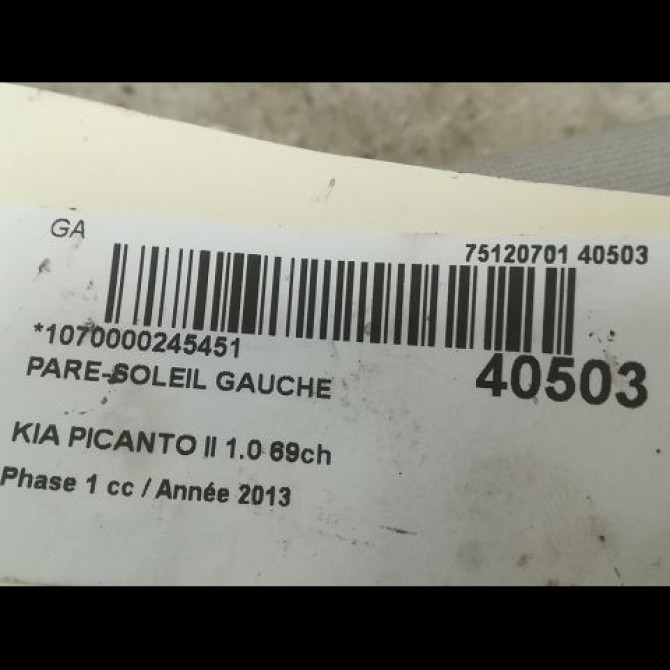 GA
75120701 40503
*1070000245451
40503
PARE-SOLEIL GAUCHE
KIA PICANTO II 1.0 69ch
Phase 1 cc / Année 2013